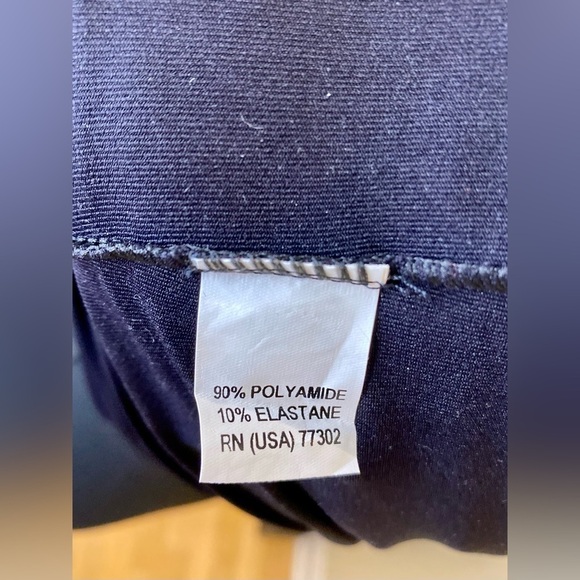 90% POLYAMIDE
10% ELASTANE
RN (USA) 77302